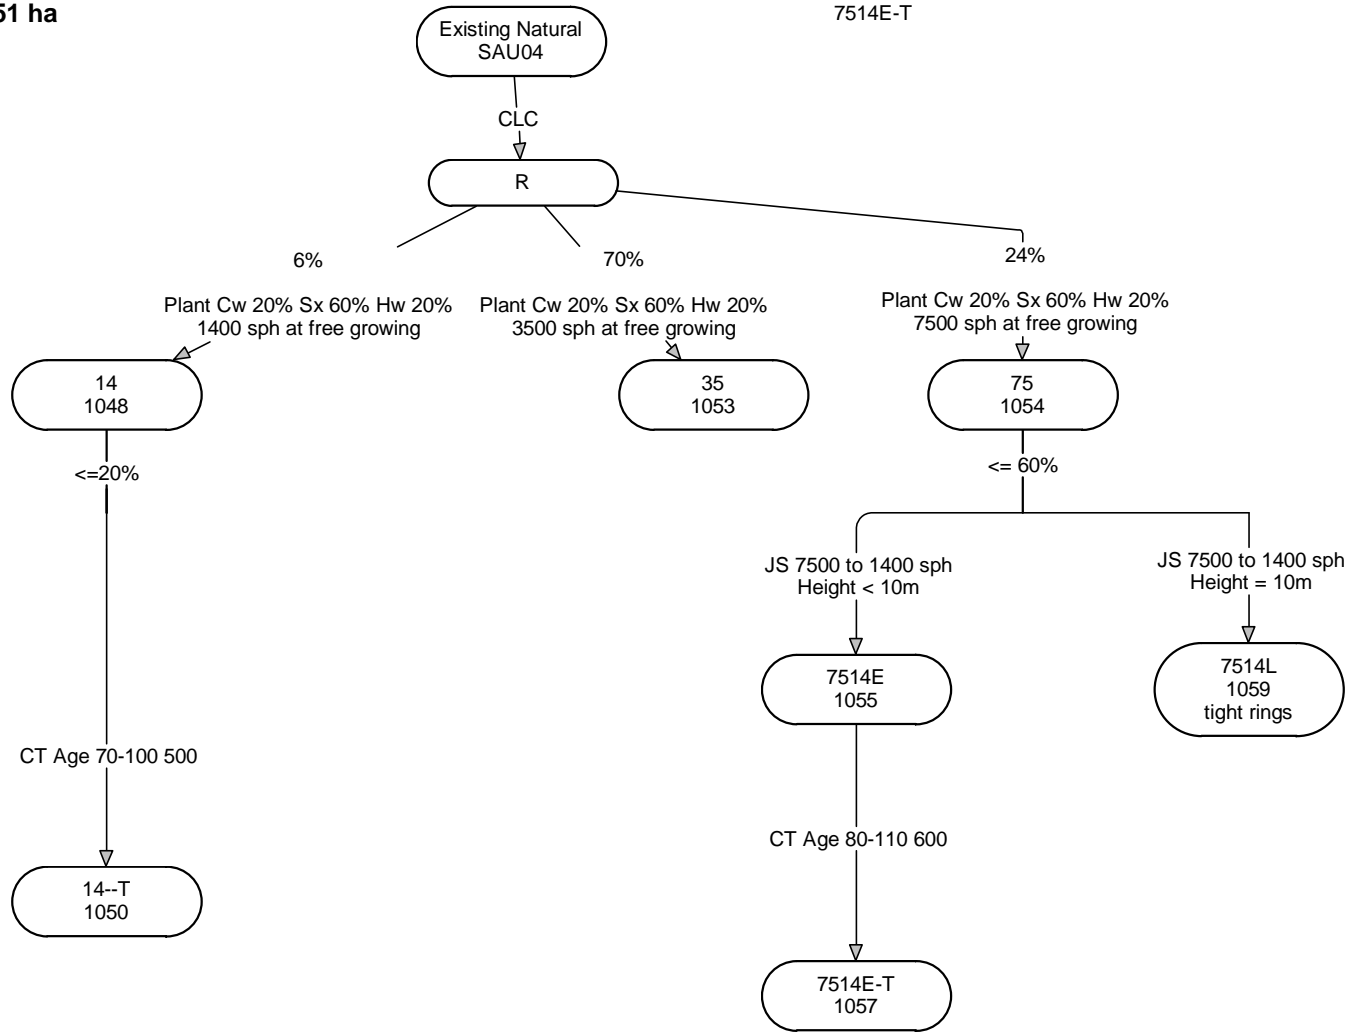 51 ha
7514E-T
Existing Natural
SAU04
CLC
R
6%
70%
24%
Plant Cw 20% Sx 60% Hw 20%
1400 sph at free growing
Plant Cw 20% Sx 60% Hw 20%
3500 sph at free growing
Plant Cw 20% Sx 60% Hw 20%
7500 sph at free growing
14
1048
35
1053
75
1054
<=20%
<= 60%
JS 7500 to 1400 sph
Height < 10m
JS 7500 to 1400 sph
Height = 10m
7514E
1055
7514L
1059
tight rings
CT Age 70-100 500
CT Age 80-110 600
14--T
1050
7514E-T
1057